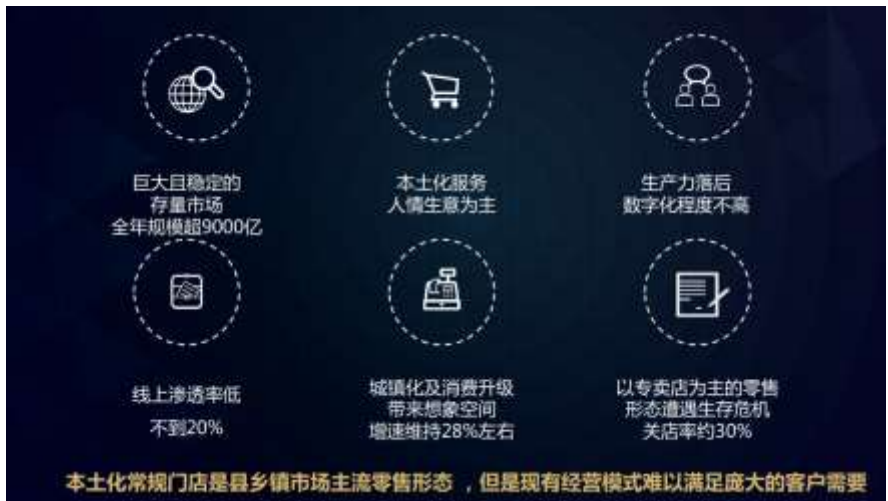 巨大且稳定的
存量市场
全年规模超9000亿
本土化服务
人情生意为主
生产力落后
数字化程度不高
线上渗透率低
不到20%
城镇化及消费升级
带来想象空间
增速维持28%左右
以专卖店为主的零售
形态遭遇生存危机
关店率约30%
本土化常规门店是县乡镇市场主流零售形态，但是现有经营模式难以满足庞大的客户需要